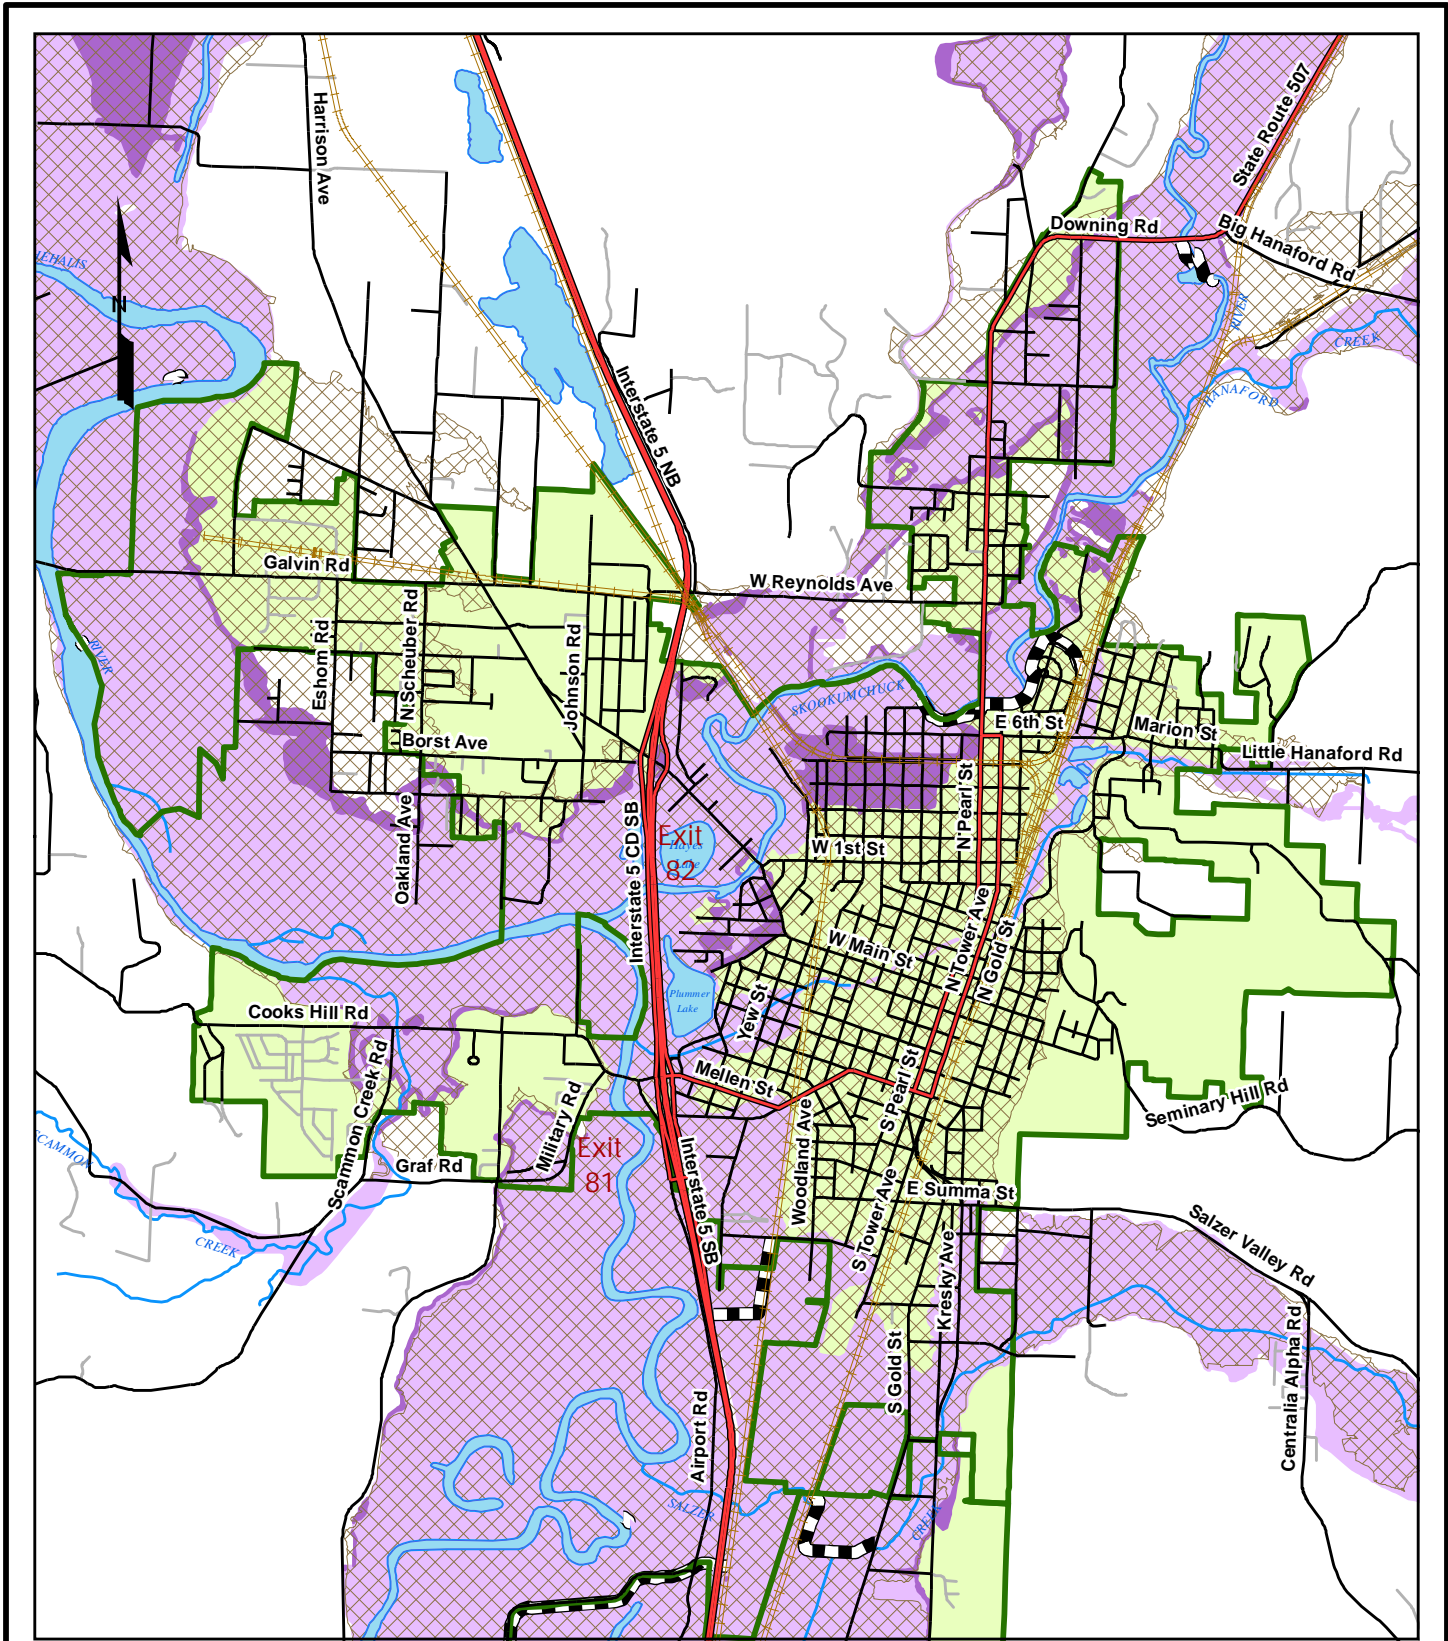 State Route 507
Harrison Ave
Downing Rd
Big Hanaford Rd
N
RIVER
CREEK
HANAFORD
Interstate 5 NB
Galvin Rd
W Reynolds Ave
N Scheuber Rd
Eshom Rd
Johnson Rd
RIVER
SKOOKUMCHUCK
E 6th St
Marion St
Borst Ave
Little Hanaford Rd
N Pearl St
Oakland Ave
Interstate 5 CD SB
Exit
82
Hayes
Lake
W 1st St
W Main St
N Tower Ave
N Gold St
Plummer
Lake
Yew St
Cooks Hill Rd
Mellen St
S Pearl St
Scammon Creek Rd
Military Rd
Woodland Ave
Seminary Hill Rd
SCAMMON
Exit
81
Graf Rd
Interstate 5 SB
S Tower Ave
E Summa St
CREEK
Salzer Valley Rd
Kresky Ave
S Gold St
Centralia Alpha Rd
Airport Rd
SALZER
CREEK